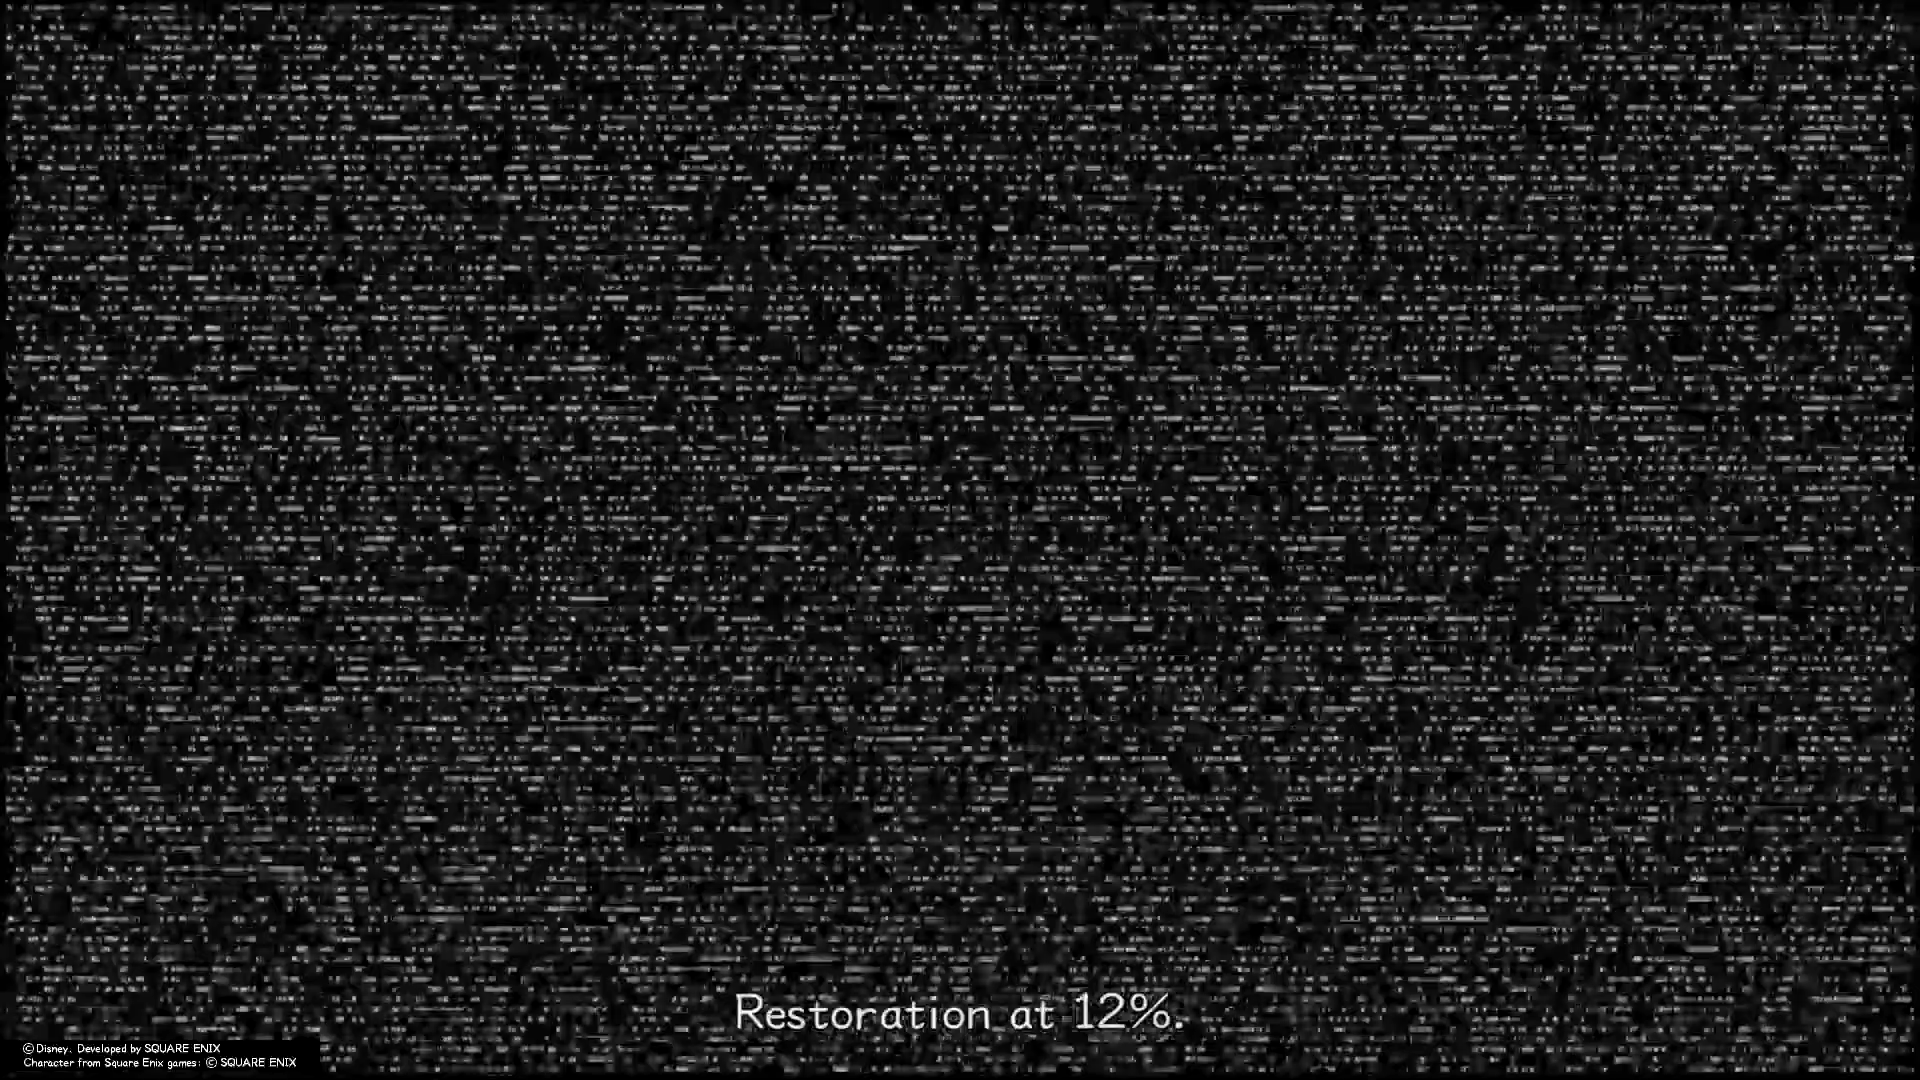 Restoration at 12%.
©Disney. Developed by SQUARE ENIX
Character from Square Enix games: © SQUARE ENIX